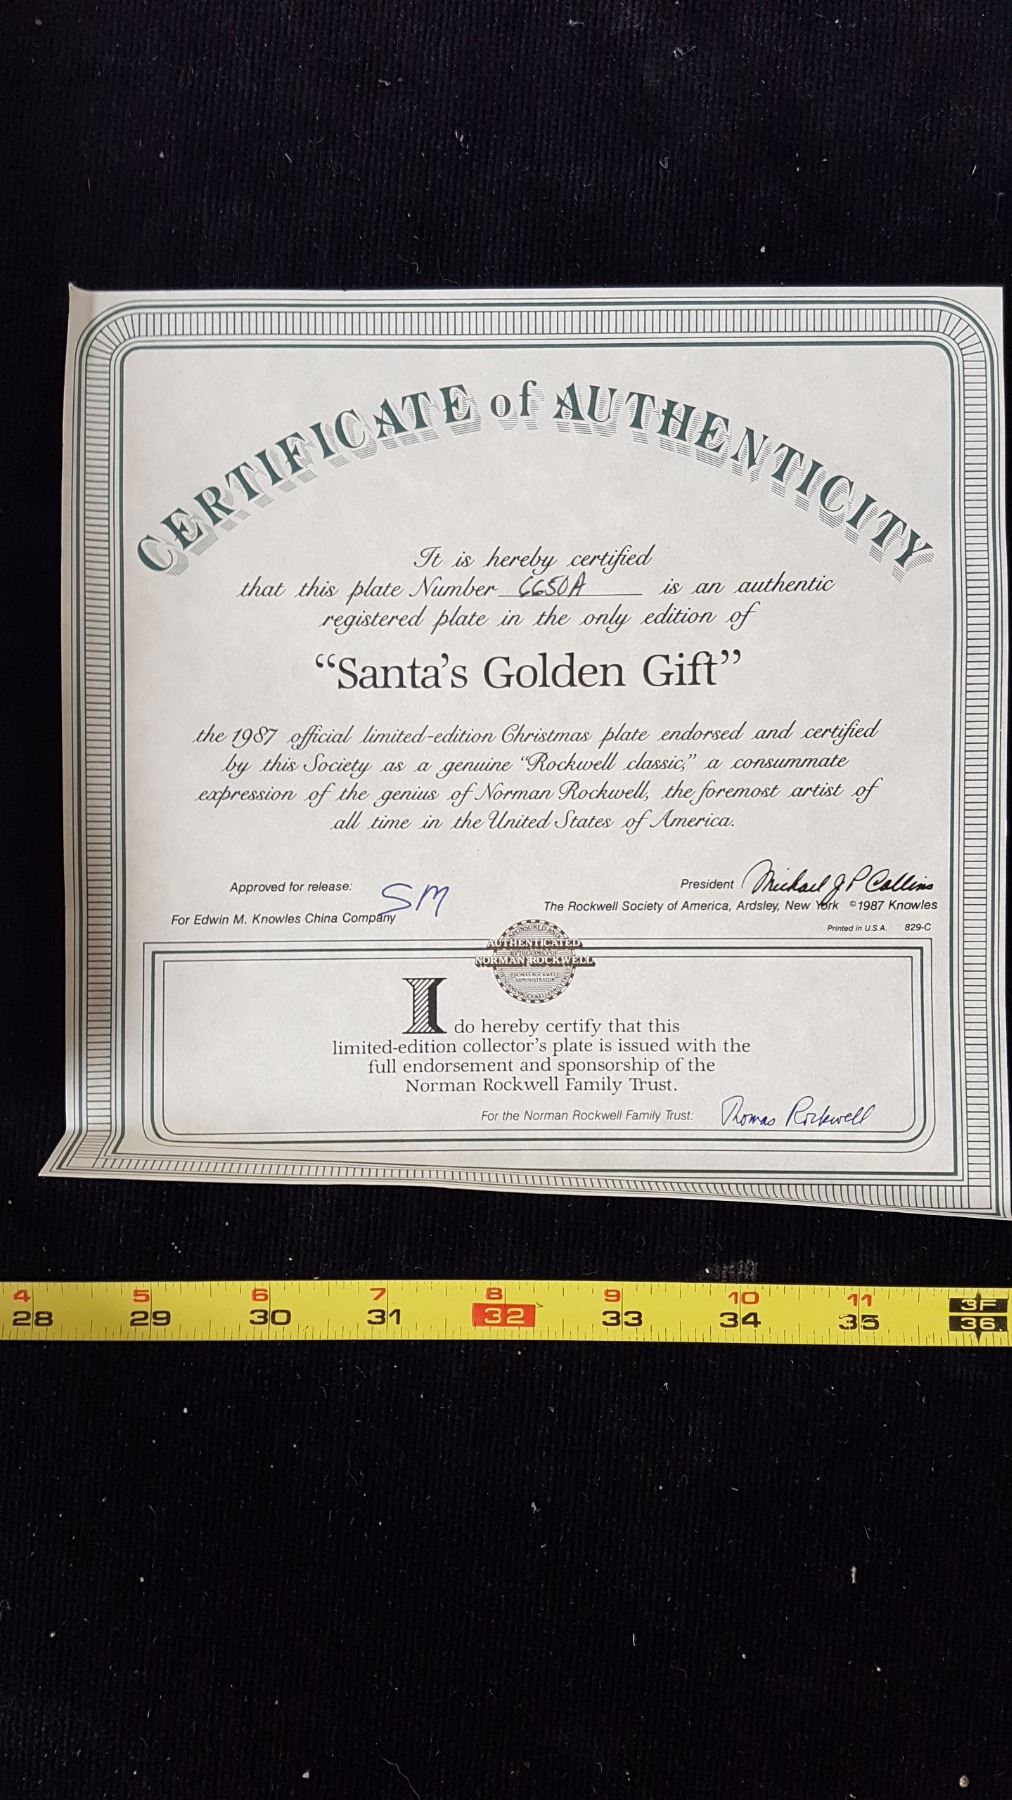 CERTIFICATE of AUTHENTICITY
It is hereby certified
that this plate Number 6650A is an authentic
registered plate in the only edition of
“Santa’s Golden Gift”
the 1987 official limited-edition Christmas plate endorsed and certified
by this Society as a genuine “Rockwell classic,” a consummate
expression of the genius of Norman Rockwell, the foremost artist of
all time in the United States of America.
Approved for release: SM
For Edwin M. Knowles China Company
President Michael J P Collins
The Rockwell Society of America, Ardsley, New York ©1987 Knowles
Printed in U.S.A. 829-C
AUTHENTICATED
NORMAN ROCKWELL
I do hereby certify that this
limited-edition collector’s plate is issued with the
full endorsement and sponsorship of the
Norman Rockwell Family Trust.
For the Norman Rockwell Family Trust: Thomas Rockwell
4 5 6 7 8 9 10 11 3F
28 29 30 31 32 33 34 35 36